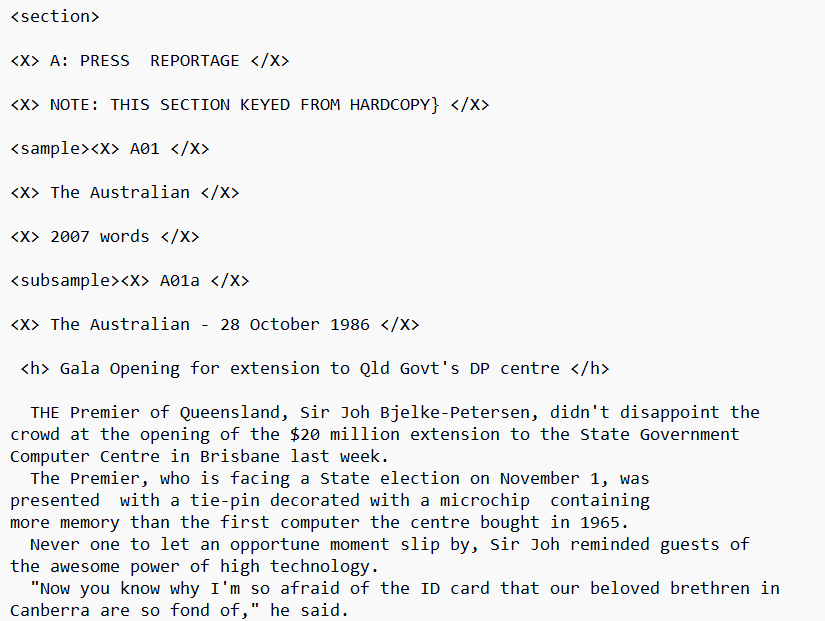 <section>
<X> A: PRESS  REPORTAGE </X>
<X> NOTE: THIS SECTION KEYED FROM HARDCOPY} </X>
<sample><X> A01 </X>
<X> The Australian </X>
<X> 2007 words </X>
<subsample><X> A01a </X>
<X> The Australian - 28 October 1986 </X>
<h> Gala Opening for extension to Qld Govt's DP centre </h>
THE Premier of Queensland, Sir Joh Bjelke-Petersen, didn't disappoint the
crowd at the opening of the $20 million extension to the State Government
Computer Centre in Brisbane last week.
The Premier, who is facing a State election on November 1, was
presented  with a tie-pin decorated with a microchip  containing
more memory than the first computer the centre bought in 1965.
Never one to let an opportune moment slip by, Sir Joh reminded guests of
the awesome power of high technology.
"Now you know why I'm so afraid of the ID card that our beloved brethren in
Canberra are so fond of," he said.